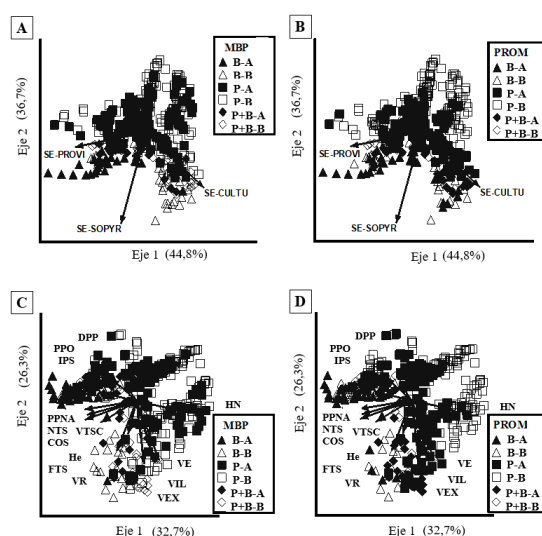 A
MBP
B-A
B-B
P-A
P-B
P+B-A
P+B-B
Eje 2 (36,7%)
SE-PROVI
SE-CULTU
SE-SOPYR
Eje 1 (44,8%)
B
PROM
B-A
B-B
P-A
P-B
P+B-A
P+B-B
Eje 2 (36,7%)
SE-PROVI
SE-CULTU
SE-SOPYR
Eje 1 (44,8%)
C
DPP
PPO
IPS
Eje 2 (26,3%)
HN
PPNA
NTS
VTSC
COS
He
FTS
VR
VE
VIL
VEX
MBP
B-A
B-B
P-A
P-B
P+B-A
P+B-B
Eje 1 (32,7%)
D
DPP
PPO
IPS
Eje 2 (26,3%)
HN
PPNA
NTS
VTSC
COS
He
FTS
VR
VE
VIL
VEX
PROM
B-A
B-B
P-A
P-B
P+B-A
P+B-B
Eje 1 (32,7%)